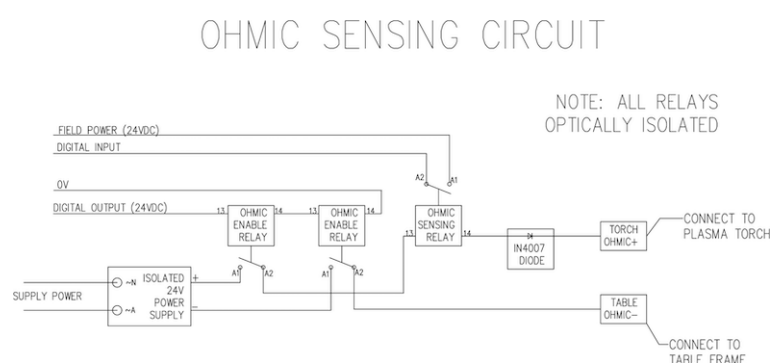 OHMIC SENSING CIRCUIT
NOTE: ALL RELAYS
OPTICALLY ISOLATED
FIELD POWER (24VDC)
DIGITAL INPUT
A2
A1
0V
DIGITAL OUTPUT (24VDC)
13
OHMIC
ENABLE
RELAY
14
13
OHMIC
ENABLE
RELAY
14
OHMIC
SENSING
RELAY
13
14
IN4007
DIODE
TORCH
OHMIC+
CONNECT TO
PLASMA TORCH
A1
A2
A1
A2
SUPPLY POWER
~N
~A
ISOLATED
24V
POWER
SUPPLY
+
-
TABLE
OHMIC-
CONNECT TO
TABLE FRAME